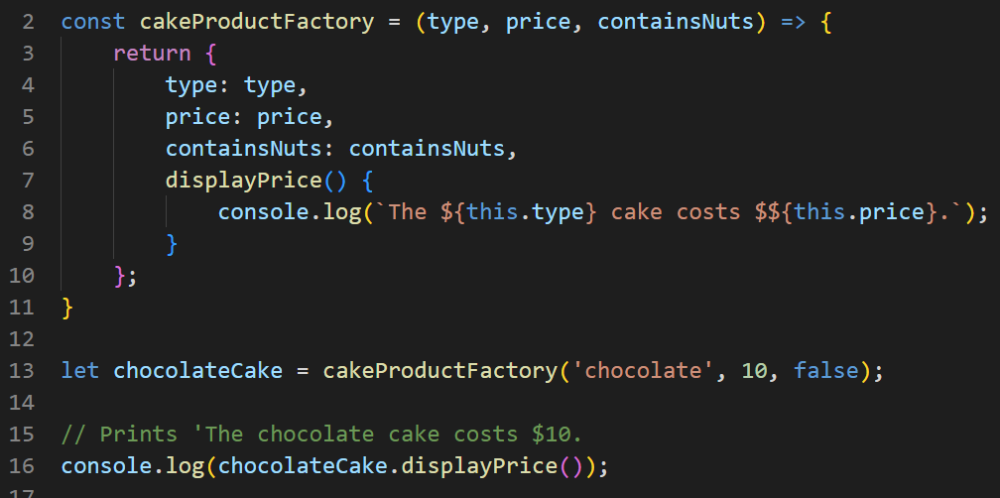 2 const cakeProductFactory = (type, price, containsNuts) => {
3     return {
4         type: type,
5         price: price,
6         containsNuts: containsNuts,
7         displayPrice() {
8             console.log(`The ${this.type} cake costs $${this.price}.`);
9         }
10     };
11 }
12
13 let chocolateCake = cakeProductFactory('chocolate', 10, false);
14
15 // Prints 'The chocolate cake costs $10.
16 console.log(chocolateCake.displayPrice());
17